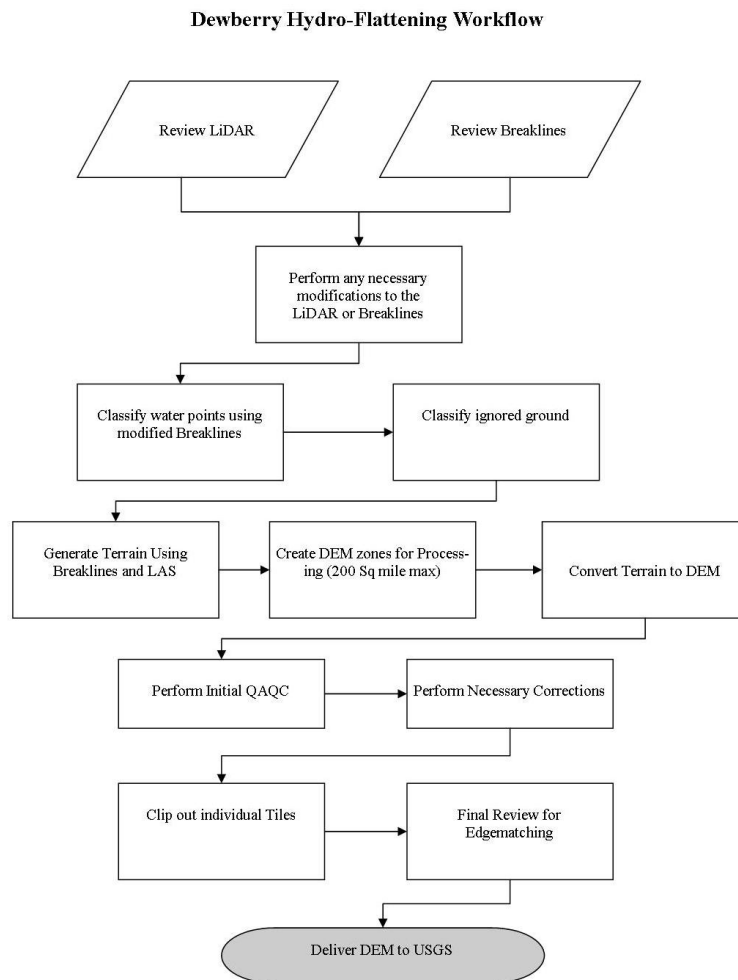 Dewberry Hydro-Flattening Workflow
Review LiDAR
Review Breaklines
Perform any necessary
modifications to the
LiDAR or Breaklines
Classify water points using
modified Breaklines
Classify ignored ground
Generate Terrain Using
Breaklines and LAS
Create DEM zones for Process-
ing (200 Sq mile max)
Convert Terrain to DEM
Perform Initial QAQC
Perform Necessary Corrections
Clip out individual Tiles
Final Review for
Edgematching
Deliver DEM to USGS